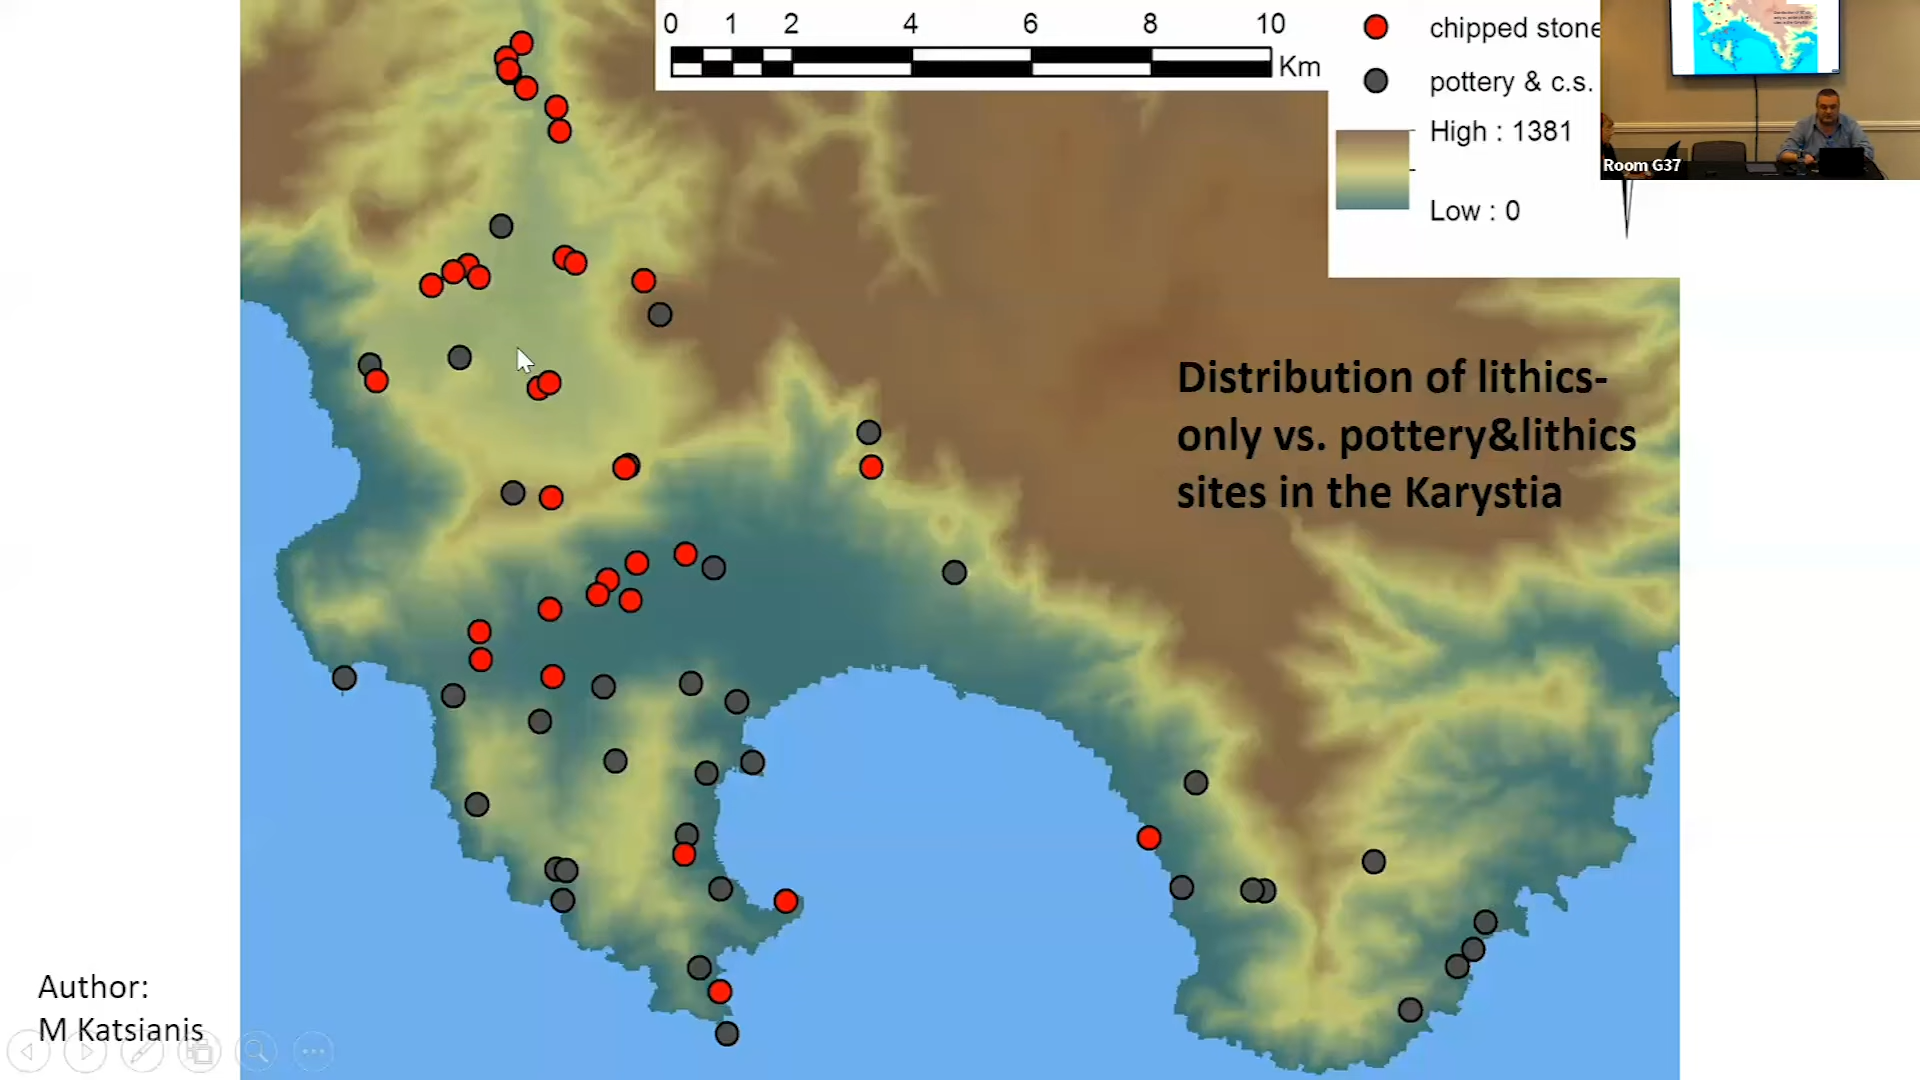 0 1 2 4 6 8 10
Km
chipped stone
pottery & c.s.
High : 1381
Low : 0
Room G37
Distribution of lithics-
only vs. pottery&lithics
sites in the Karystia
Author:
M Katsianis